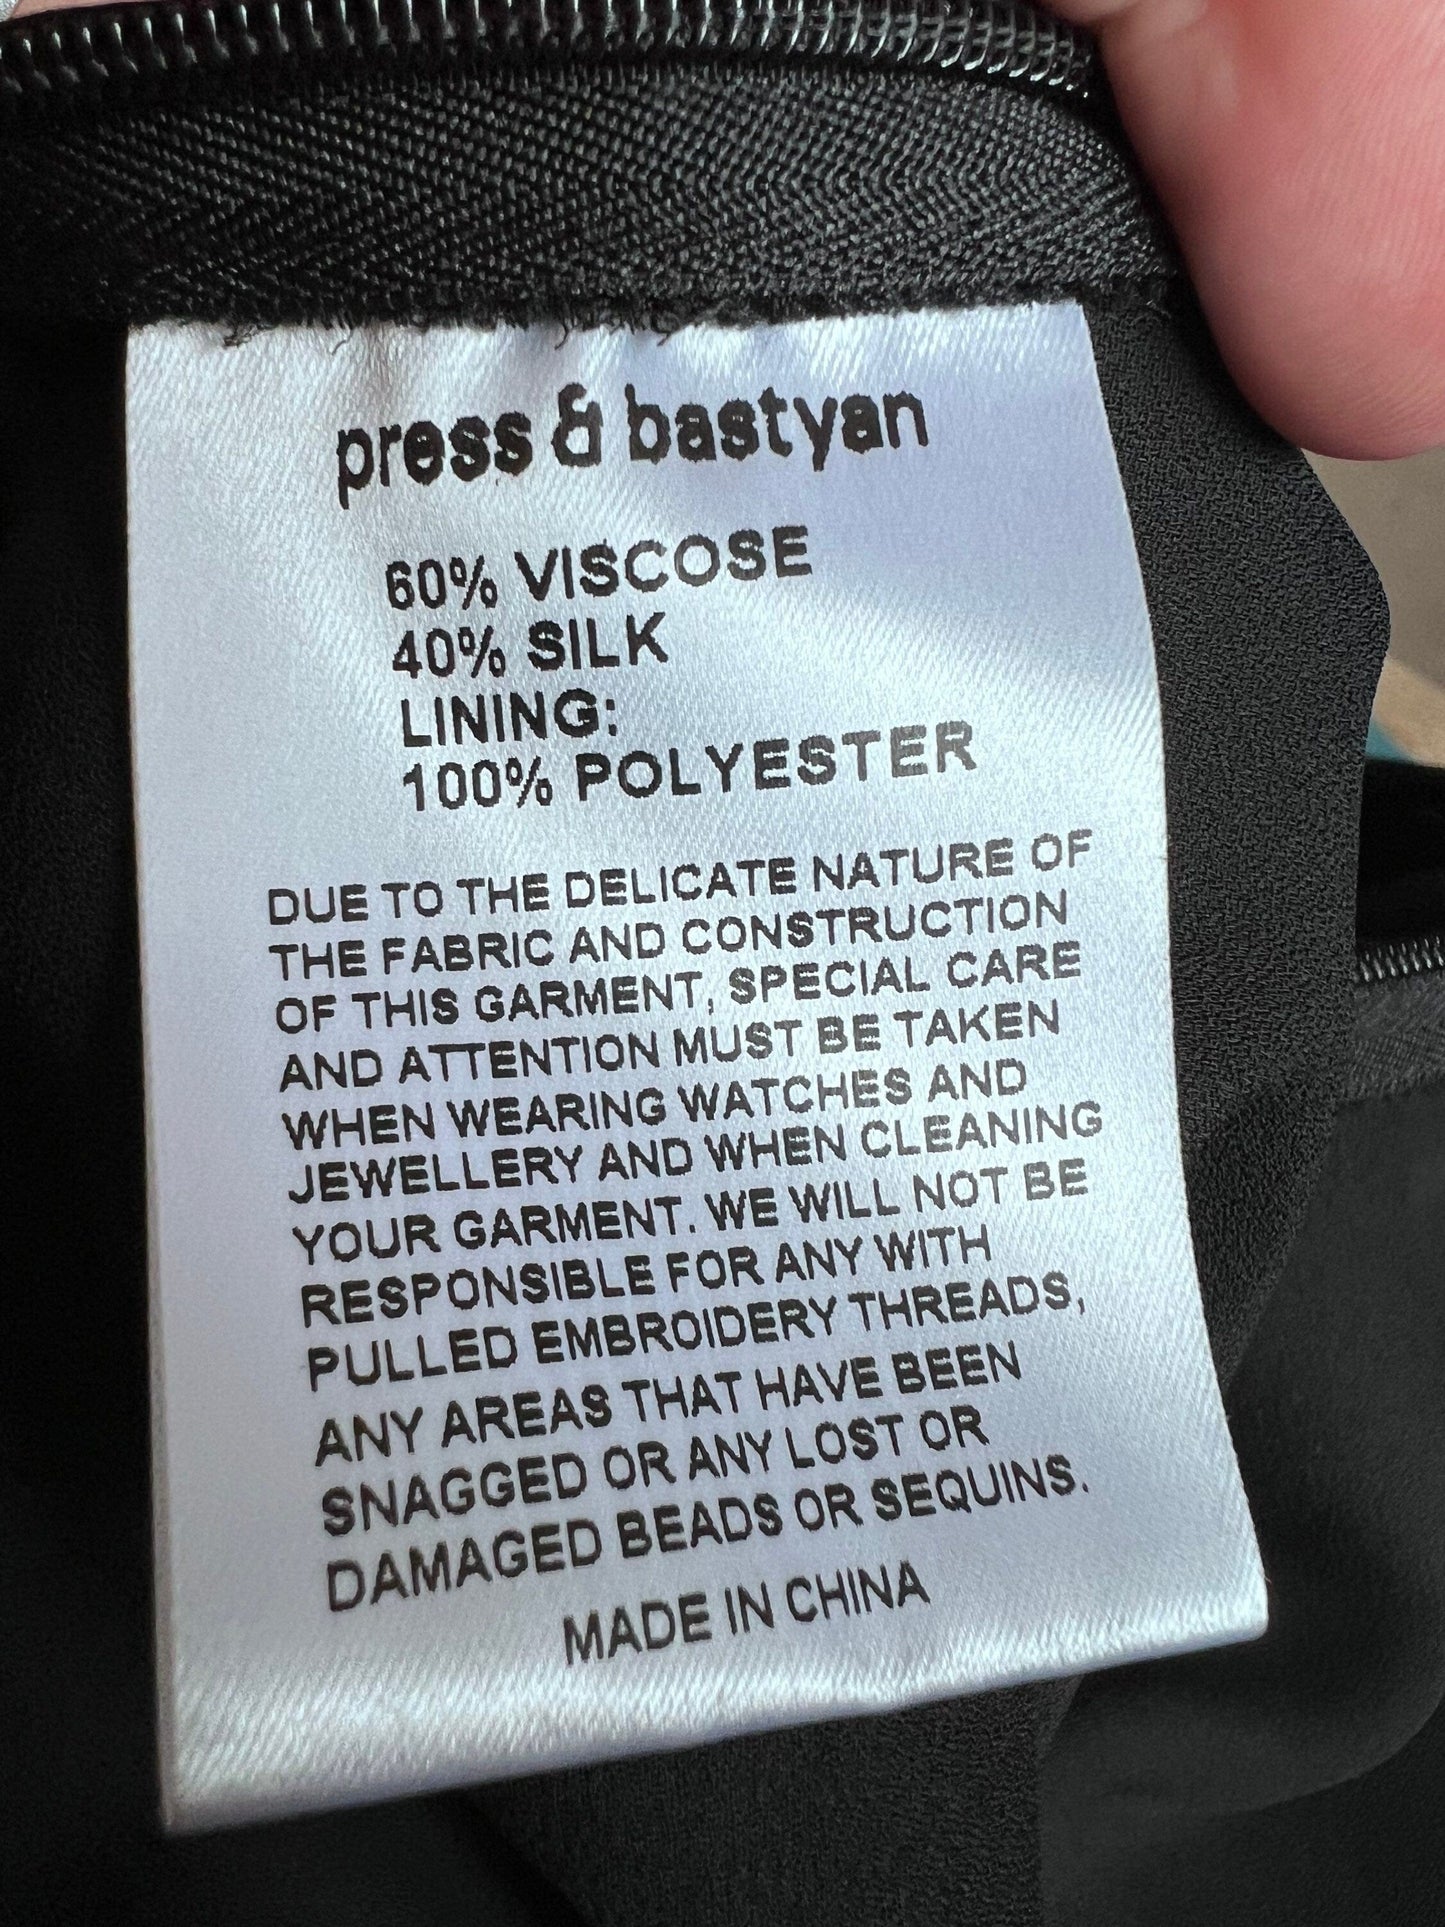 press & bastyan
60% VISCOSE
40% SILK
LINING:
100% POLYESTER
DUE TO THE DELICATE NATURE OF
THE FABRIC AND CONSTRUCTION
OF THIS GARMENT, SPECIAL CARE
AND ATTENTION MUST BE TAKEN
WHEN WEARING WATCHES AND
JEWELLERY AND WHEN CLEANING
YOUR GARMENT. WE WILL NOT BE
RESPONSIBLE FOR ANY WITH
PULLED EMBROIDERY THREADS,
ANY AREAS THAT HAVE BEEN
SNAGGED OR ANY LOST OR
DAMAGED BEADS OR SEQUINS.
MADE IN CHINA